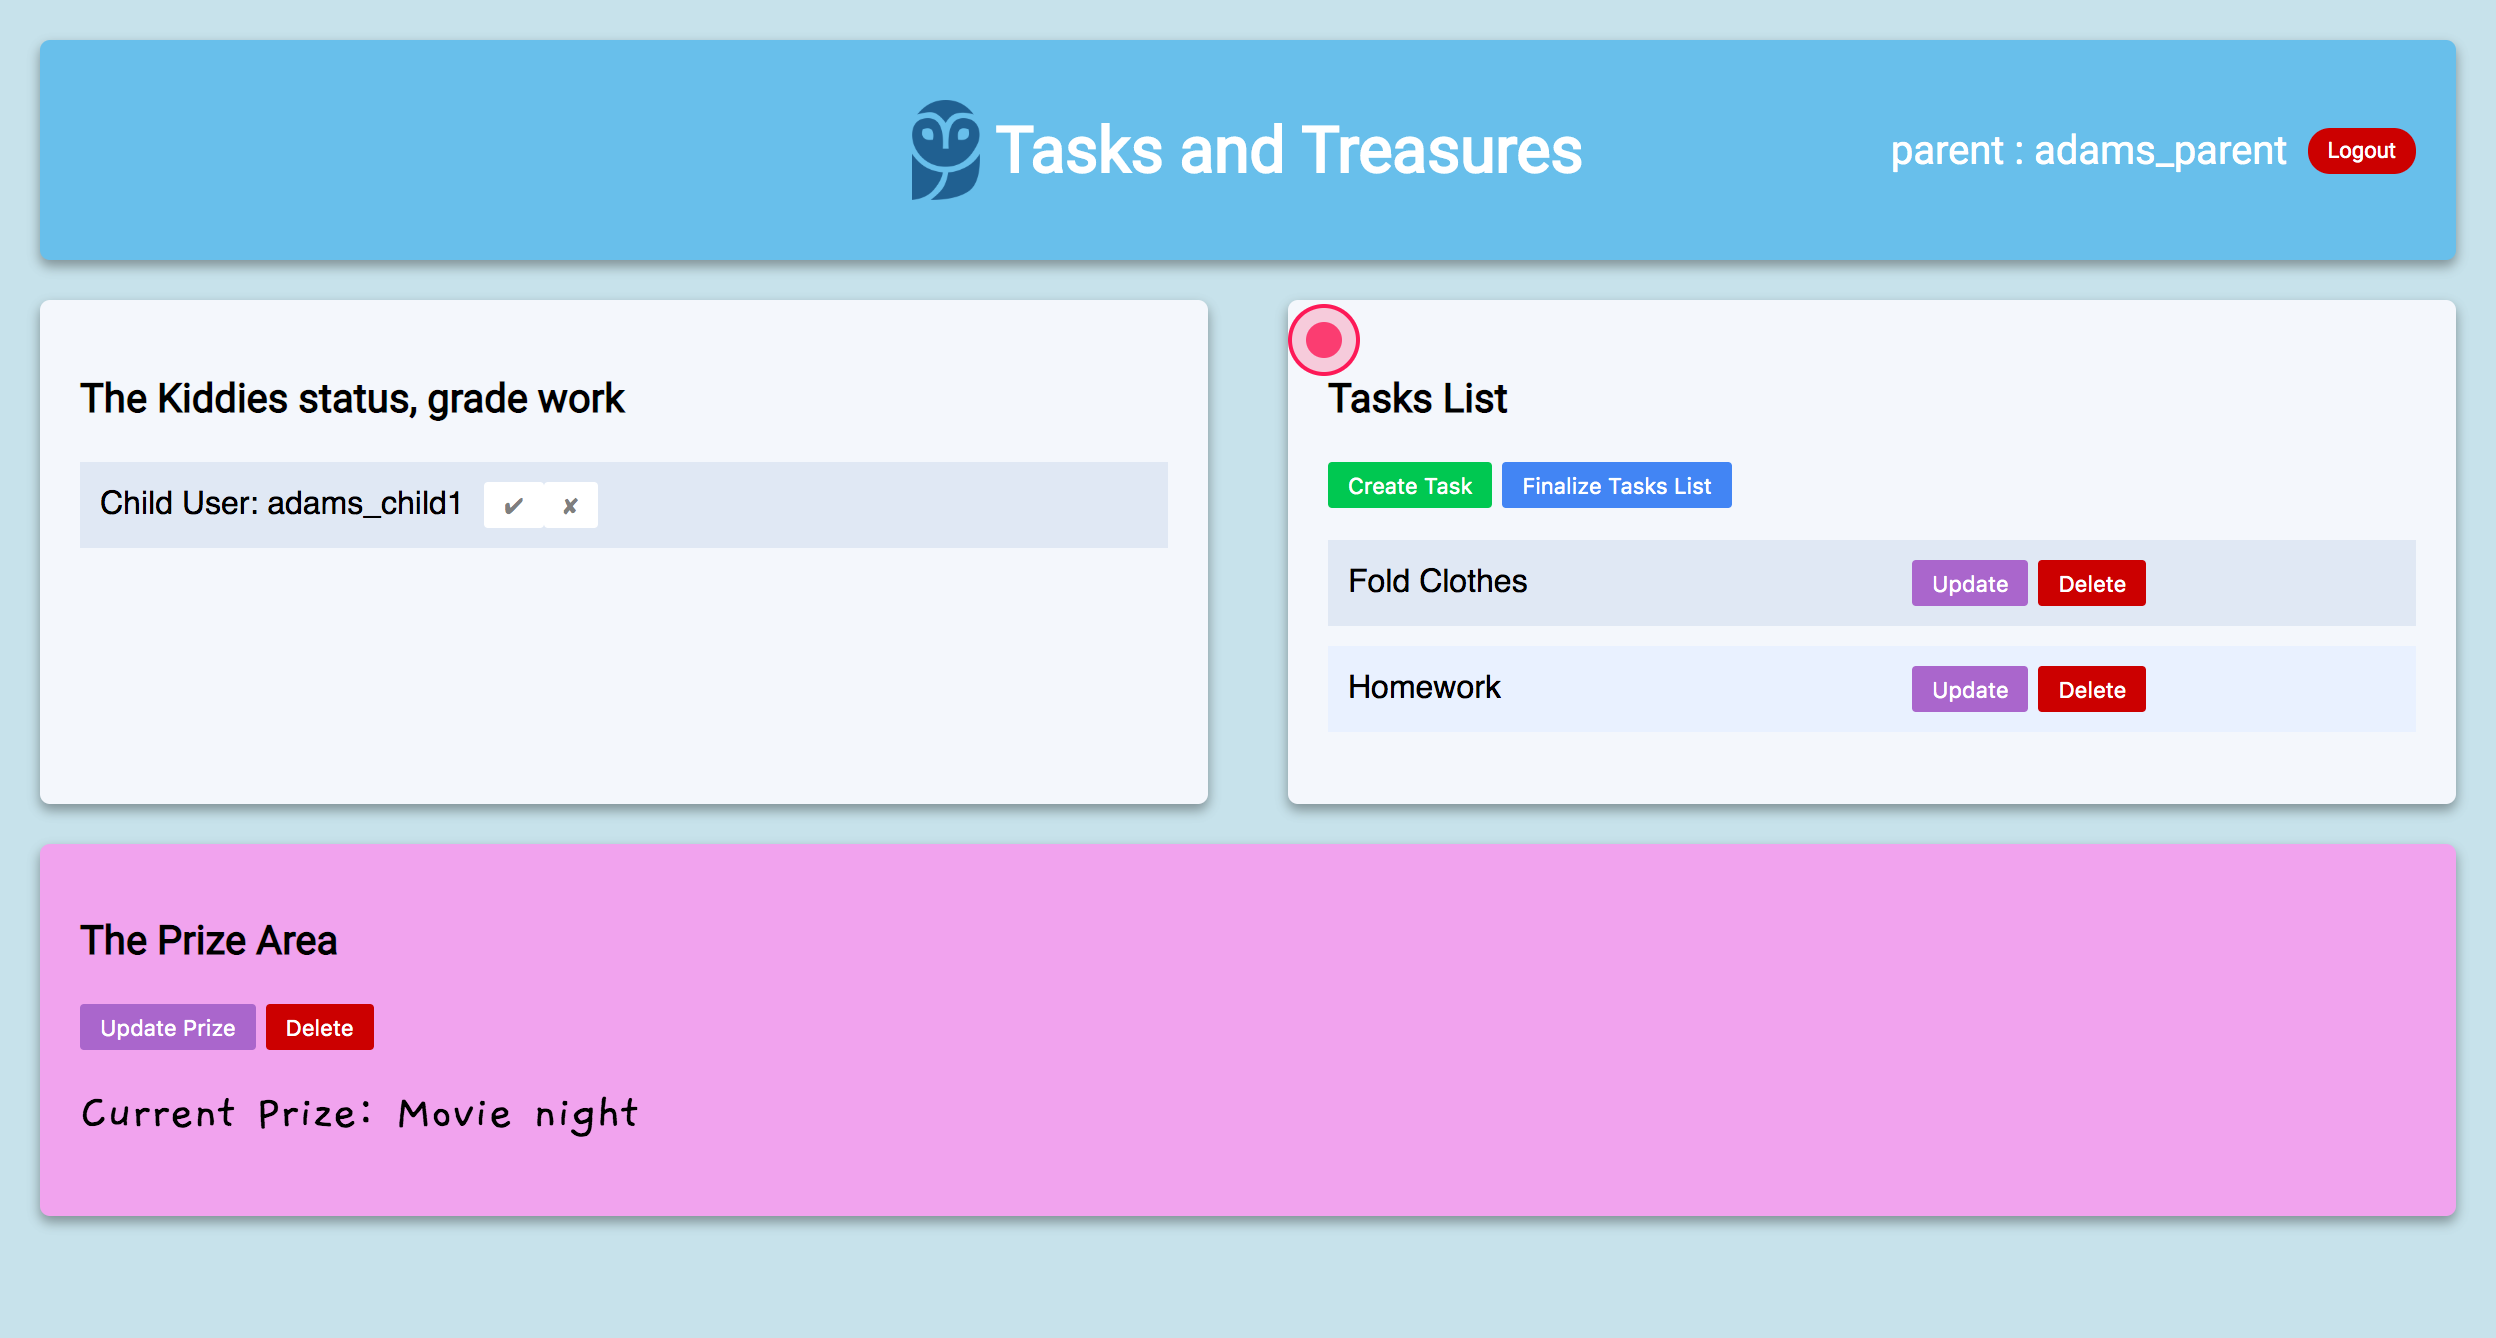 Tasks and Treasures
parent : adams_parent
Logout
The Kiddies status, grade work
Child User: adams_child1 ✔ ✘
Tasks List
Create Task
Finalize Tasks List
Fold Clothes
Update
Delete
Homework
Update
Delete
The Prize Area
Update Prize
Delete
Current Prize: Movie night